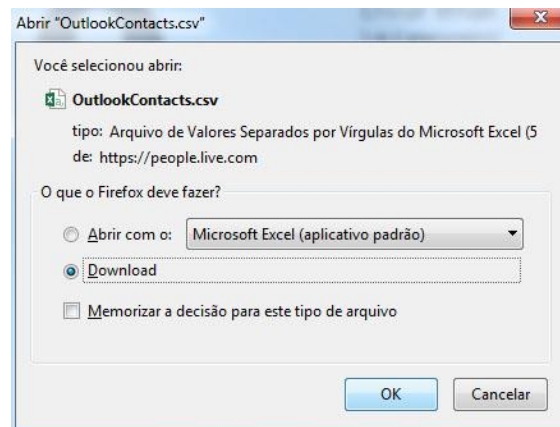 Abrir "OutlookContacts.csv"
Você selecionou abrir:
OutlookContacts.csv
tipo: Arquivo de Valores Separados por Vírgulas do Microsoft Excel (5
de: https://people.live.com
O que o Firefox deve fazer?
Abrir com o: Microsoft Excel (aplicativo padrão)
Download
Memorizar a decisão para este tipo de arquivo
OK Cancelar